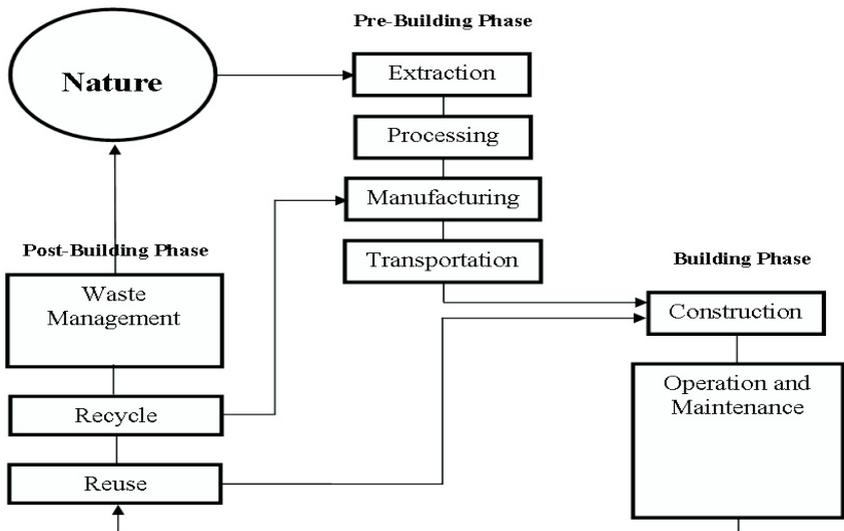 Pre-Building Phase
Nature
Extraction
Processing
Manufacturing
Transportation
Post-Building Phase
Waste
Management
Recycle
Reuse
Building Phase
Construction
Operation and
Maintenance